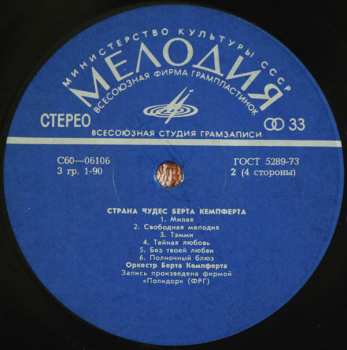 МИНИСТЕРСТВО КУЛЬТУРЫ СССР
МЕЛОДИЯ
ВСЕСОЮЗНАЯ ФИРМА ГРАМПЛАСТИНОК
СТЕРЕО
33
ВСЕСОЮЗНАЯ СТУДИЯ ГРАМЗАПИСИ
С60—06106
ГОСТ 5289-73
3 гр. 1-90
2 (4 стороны)
СТРАНА ЧУДЕС БЕРТА КЕМПФЕРТА
1. Милая
2. Свободная мелодия
3. Тэмми
4. Тайная любовь
5. Без твоей любви
6. Полночный блюз
Оркестр Берта Кемпферта
Запись произведена фирмой
«Полидор» (ФРГ)